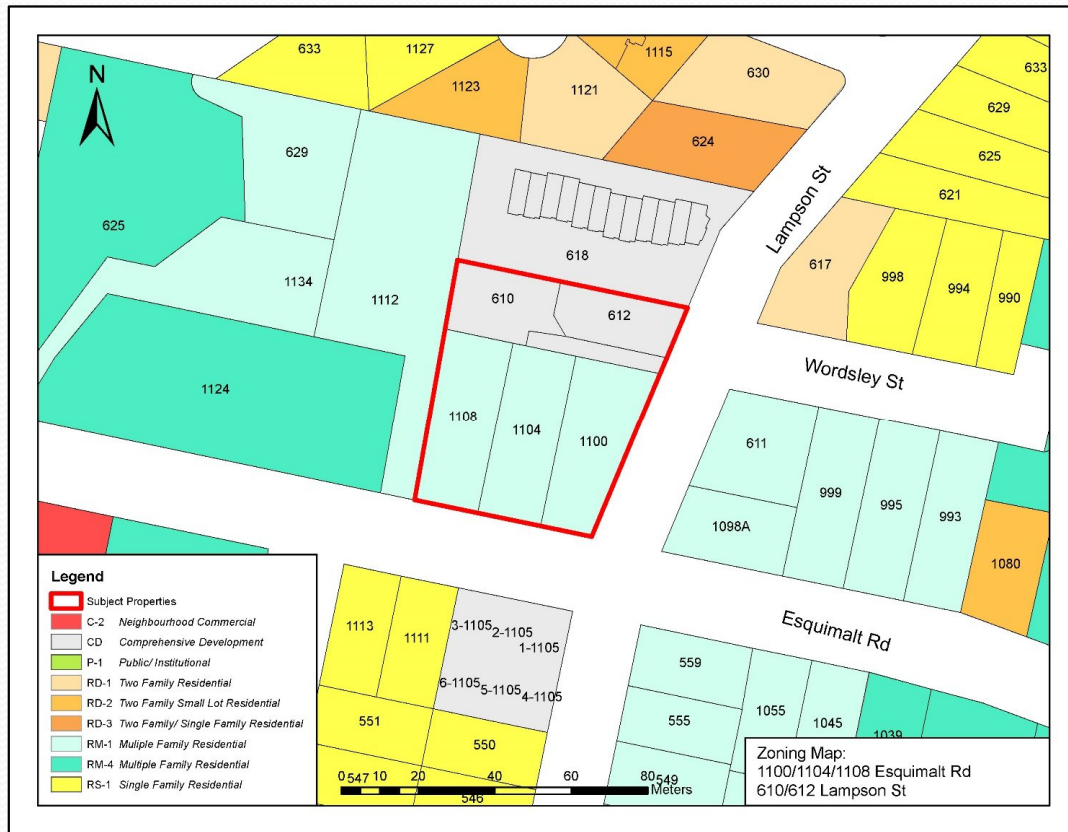 633
1127
1115
630
633
N
1123
1121
629
624
629
625
621
Lampson St
625
618
617
998
994
990
1134
1112
610
612
Wordsley St
1124
1108
1104
1100
611
999
995
993
1098A
1080
Esquimalt Rd
Legend
Subject Properties
C-2 Neighbourhood Commercial
CD Comprehensive Development
P-1 Public/ Institutional
RD-1 Two Family Residential
RD-2 Two Family Small Lot Residential
RD-3 Two Family/ Single Family Residential
RM-1 Muliple Family Residential
RM-4 Multiple Family Residential
RS-1 Single Family Residential
1113
1111
3-1105
2-1105
1-1105
6-1105
5-1105
4-1105
559
551
550
555
1055
1045
1039
547
546
549
0 10 20 40 60 80
Meters
Zoning Map:
1100/1104/1108 Esquimalt Rd
610/612 Lampson St